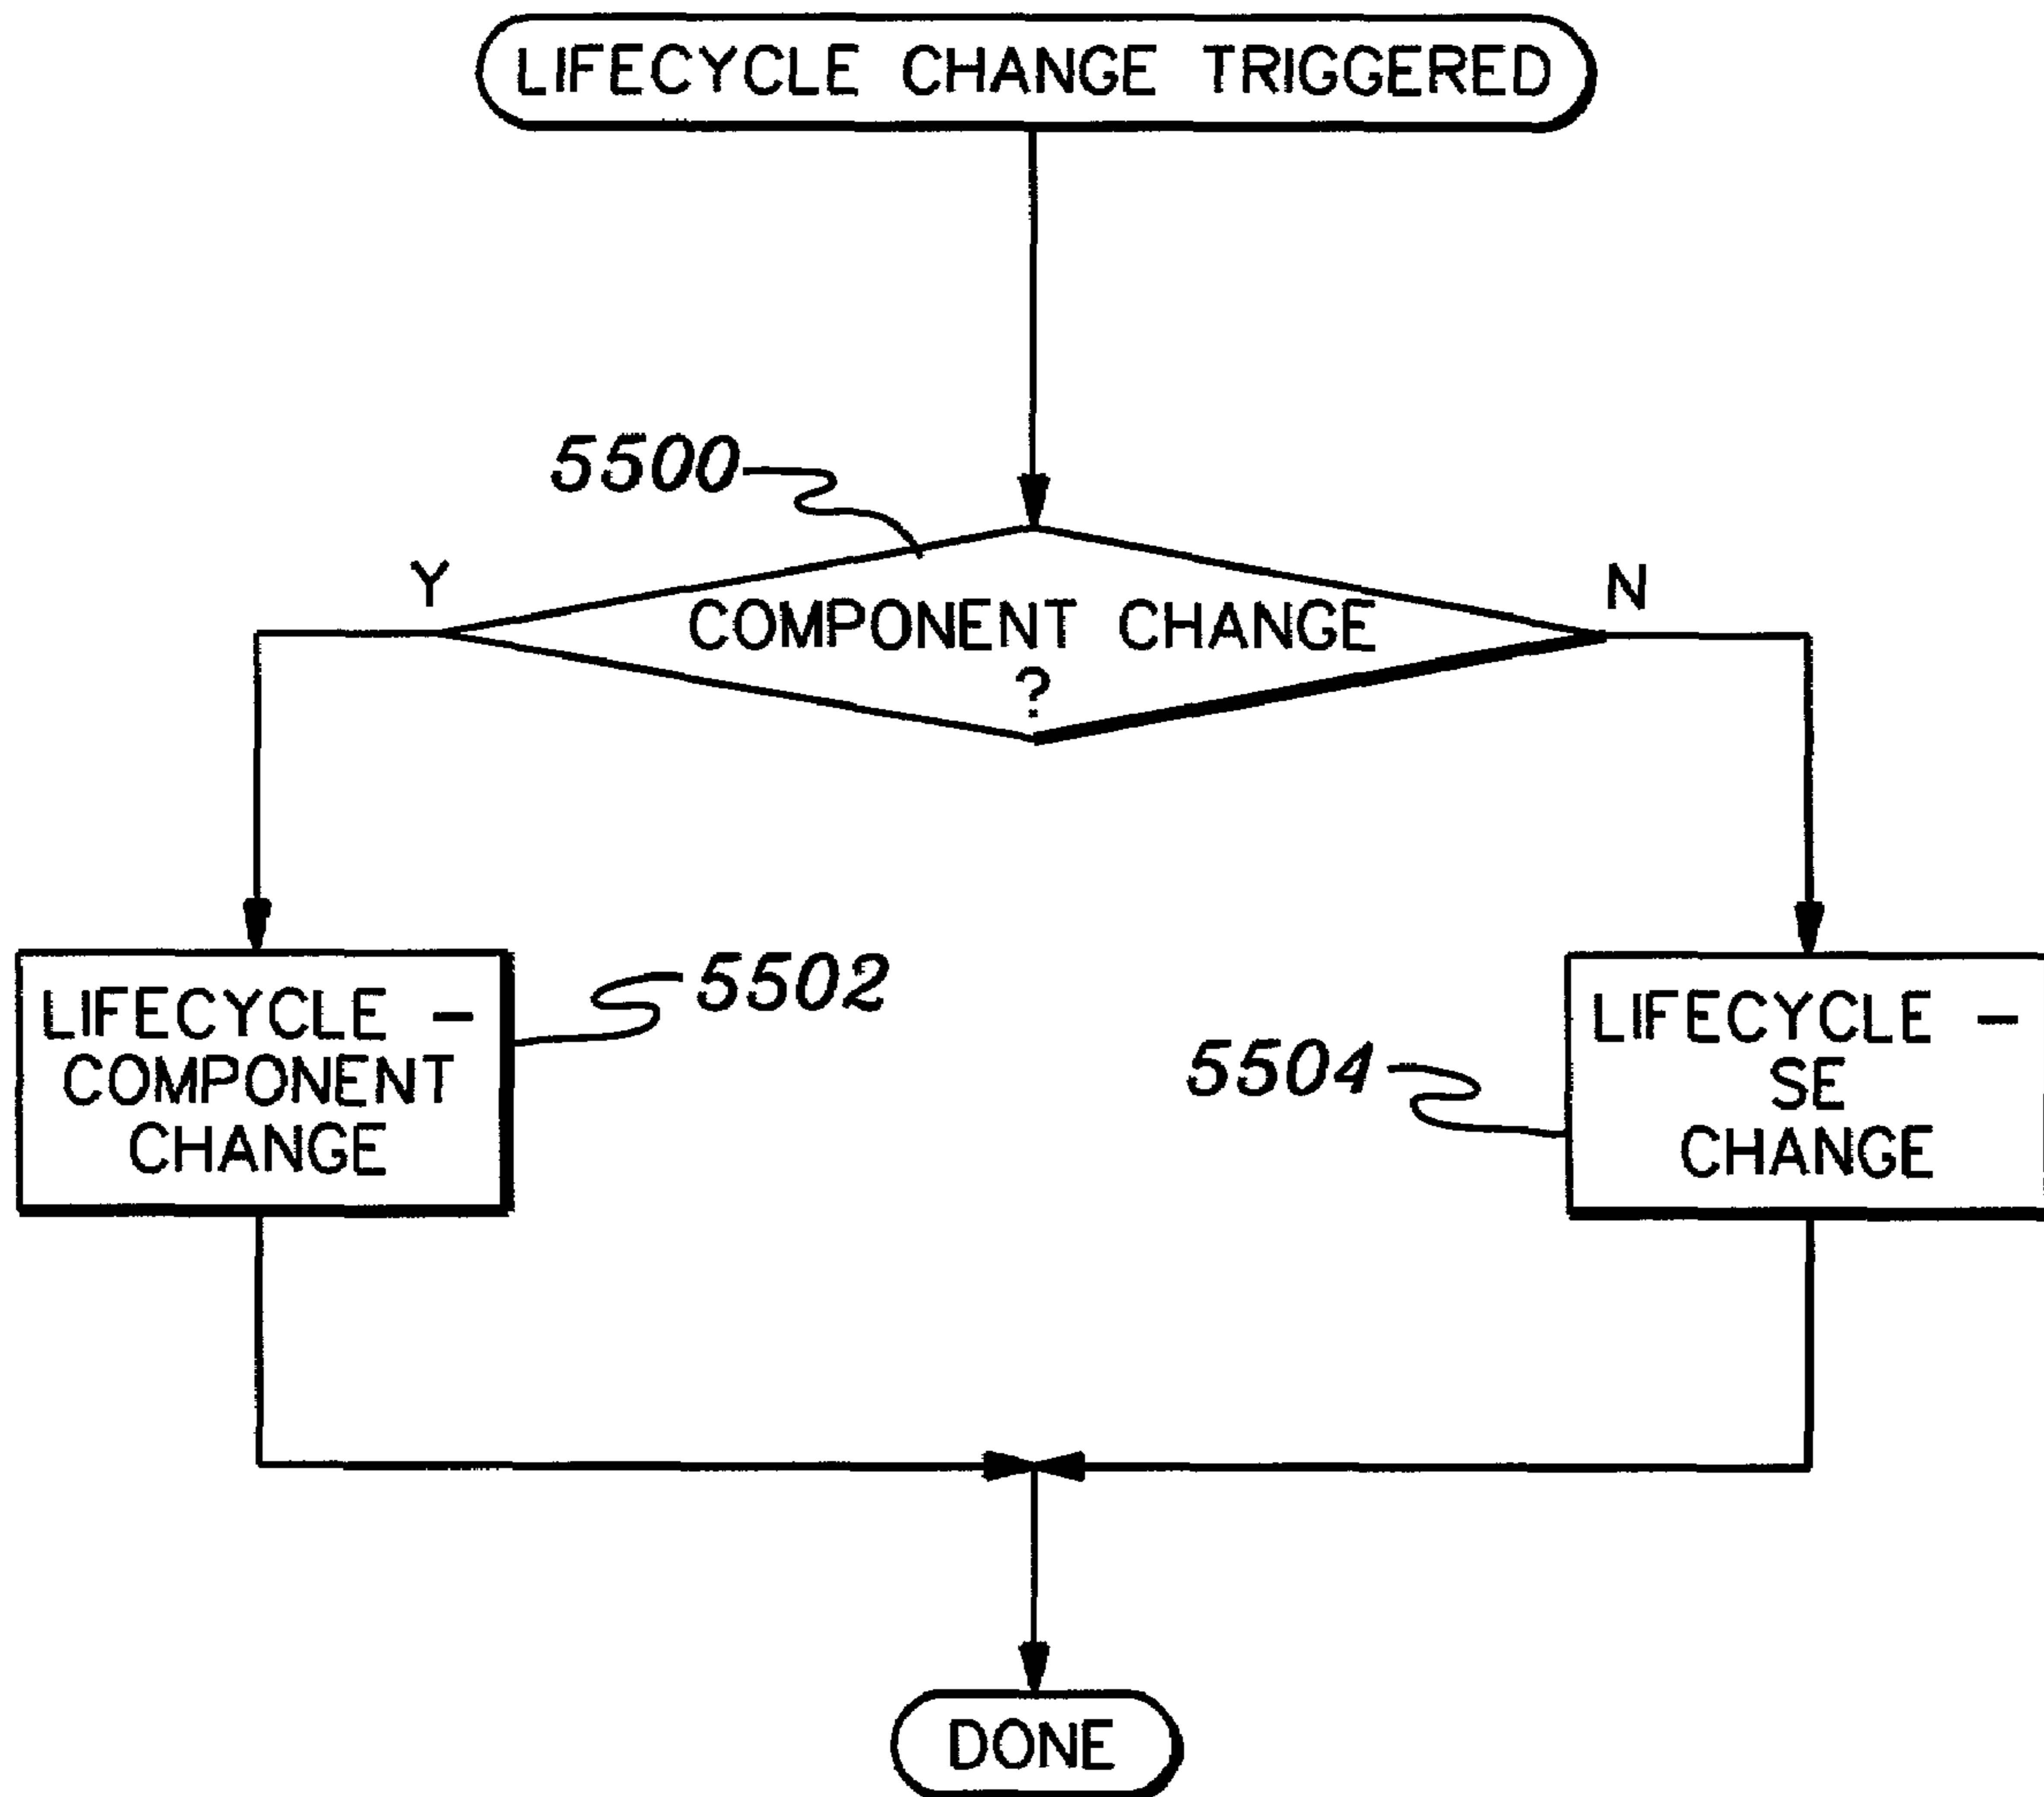 LIFECYCLE CHANGE TRIGGERED
5500
Y
N
COMPONENT CHANGE
?
LIFECYCLE -
COMPONENT
CHANGE
5502
5504
LIFECYCLE -
SE
CHANGE
DONE